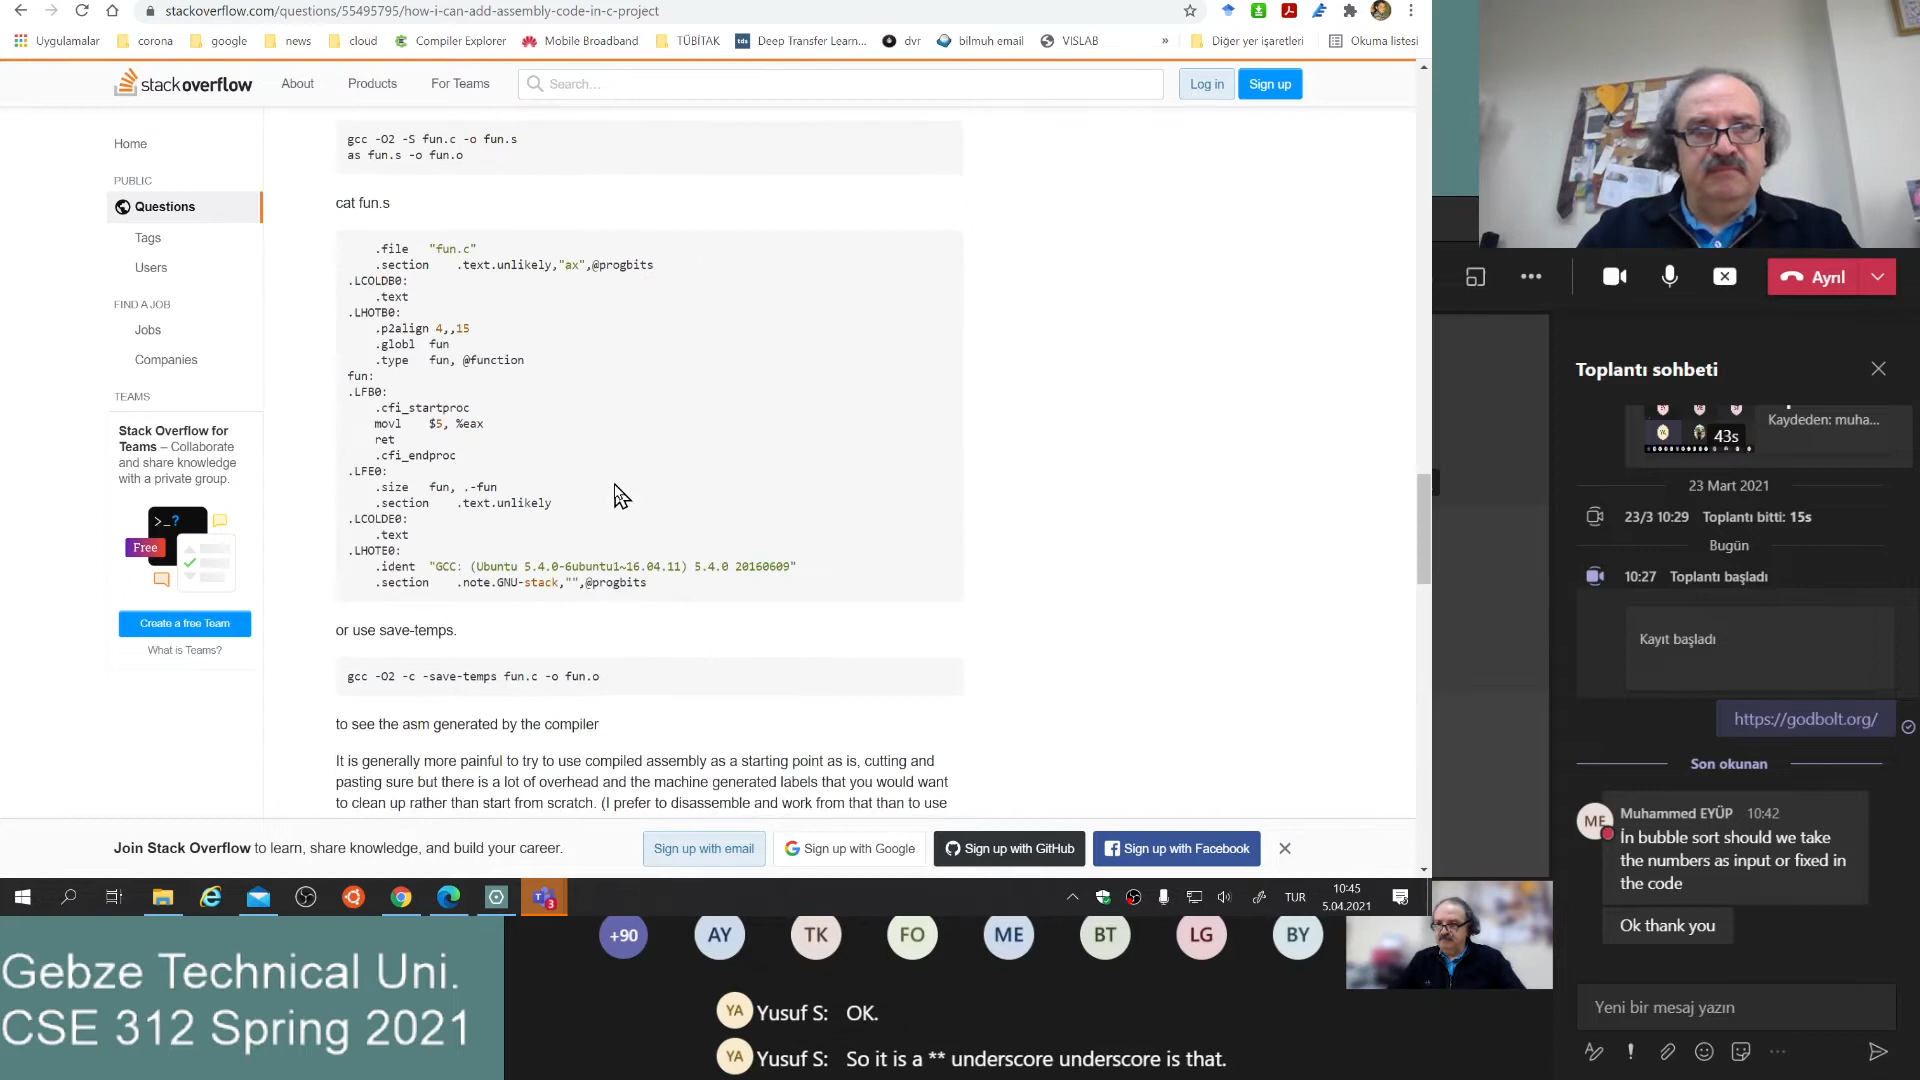 stackoverflow.com/questions/55495795/how-i-can-add-assembly-code-in-c-project
Uygulamalar corona google news cloud Compiler Explorer Mobile Broadband TÜBİTAK tds Deep Transfer Learn... dvr bilmuh email VISLAB » Diğer yer işaretleri Okuma listesi
stackoverflow About Products For Teams Search... Log in Sign up
Home
PUBLIC
Questions
Tags
Users
FIND A JOB
Jobs
Companies
TEAMS
Stack Overflow for
Teams – Collaborate
and share knowledge
with a private group.
>_?
Free
Create a free Team
What is Teams?
gcc -O2 -S fun.c -o fun.s
as fun.s -o fun.o
cat fun.s
.file "fun.c"
.section .text.unlikely,"ax",@progbits
.LCOLDB0:
.text
.LHOTB0:
.p2align 4,,15
.globl fun
.type fun, @function
fun:
.LFB0:
.cfi_startproc
movl $5, %eax
ret
.cfi_endproc
.LFE0:
.size fun, .-fun
.section .text.unlikely
.LCOLDE0:
.text
.LHOTE0:
.ident "GCC: (Ubuntu 5.4.0-6ubuntu1~16.04.11) 5.4.0 20160609"
.section .note.GNU-stack,"",@progbits
or use save-temps.
gcc -O2 -c -save-temps fun.c -o fun.o
to see the asm generated by the compiler
It is generally more painful to try to use compiled assembly as a starting point as is, cutting and
pasting sure but there is a lot of overhead and the machine generated labels that you would want
to clean up rather than start from scratch. (I prefer to disassemble and work from that than to use
Join Stack Overflow to learn, share knowledge, and build your career. Sign up with email Sign up with Google Sign up with GitHub Sign up with Facebook
TUR
10:45
5.04.2021
3
Ayrıl
Toplantı sohbeti
43s
Kaydeden: muha...
23 Mart 2021
23/3 10:29 Toplantı bitti: 15s
Bugün
10:27 Toplantı başladı
Kayıt başladı
https://godbolt.org/
Son okunan
ME
Muhammed EYÜP 10:42
İn bubble sort should we take
the numbers as input or fixed in
the code
Ok thank you
Yeni bir mesaj yazın
+90 AY TK FO ME BT LG BY
Gebze Technical Uni.
CSE 312 Spring 2021
YA Yusuf S: OK.
YA Yusuf S: So it is a ** underscore underscore is that.